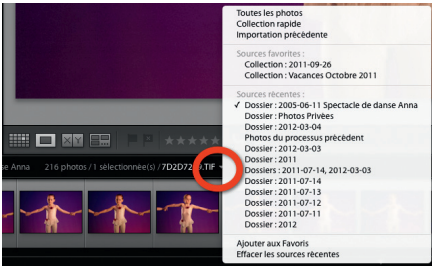 Toutes les photos
Collection rapide
Importation précédente
Sources favorites :
Collection : 2011-09-26
Collection : Vacances Octobre 2011
Sources récentes :
✓ Dossier : 2005-06-11 Spectacle de danse Anna
Dossier : Photos Privées
Dossier : 2012-03-04
Photos du processus précédent
Dossier : 2012-03-03
Dossier : 2011
Dossiers : 2011-07-14, 2012-03-03
Dossier : 2011-07-14
Dossier : 2011-07-13
Dossier : 2011-07-12
Dossier : 2011-07-11
Dossier : 2012
Ajouter aux Favoris
Effacer les sources récentes
XY
se Anna 216 photos / 1 sélectionnée(s) / .TIF